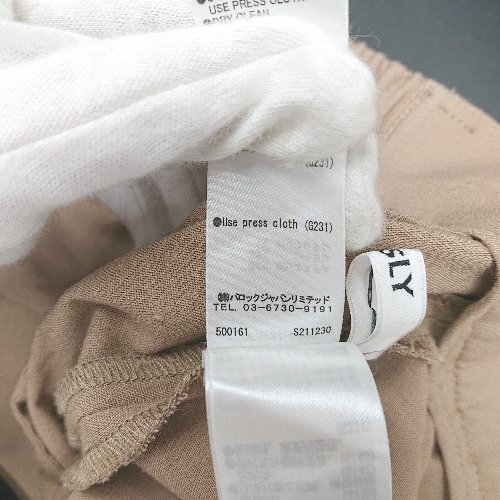 USE PRESS CLOTH
●DRY CLEAN
(G231)
●Use press cloth (G231)
㈱バロックジャパンリミテッド
TEL. 03-6730-9191
500161 S211230
SLY